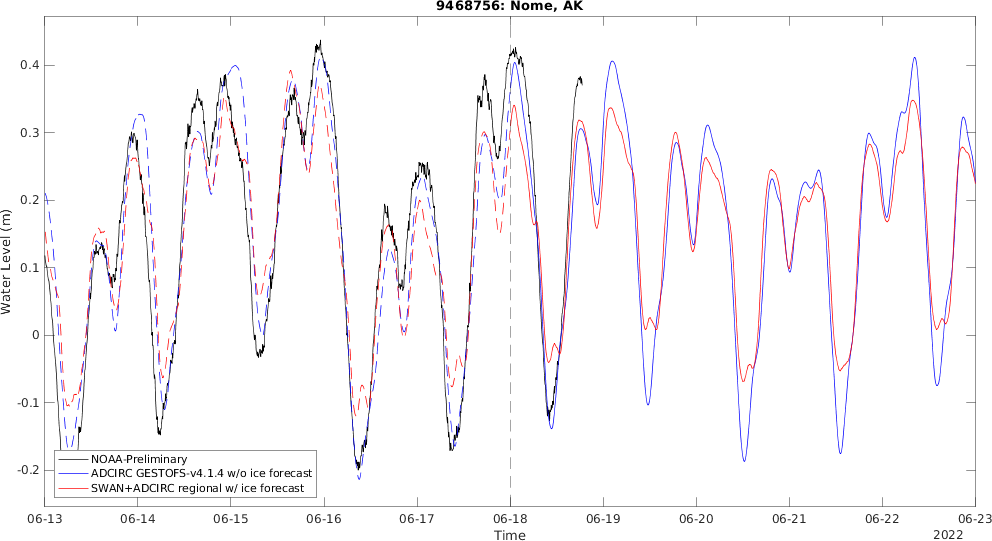 9468756: Nome, AK
Water Level (m)
0.4
0.3
0.2
0.1
0
-0.1
-0.2
NOAA-Preliminary
ADCIRC GESTOFS-v4.1.4 w/o ice forecast
SWAN+ADCIRC regional w/ ice forecast
06-13 06-14 06-15 06-16 06-17 06-18 06-19 06-20 06-21 06-22 06-23
Time
2022